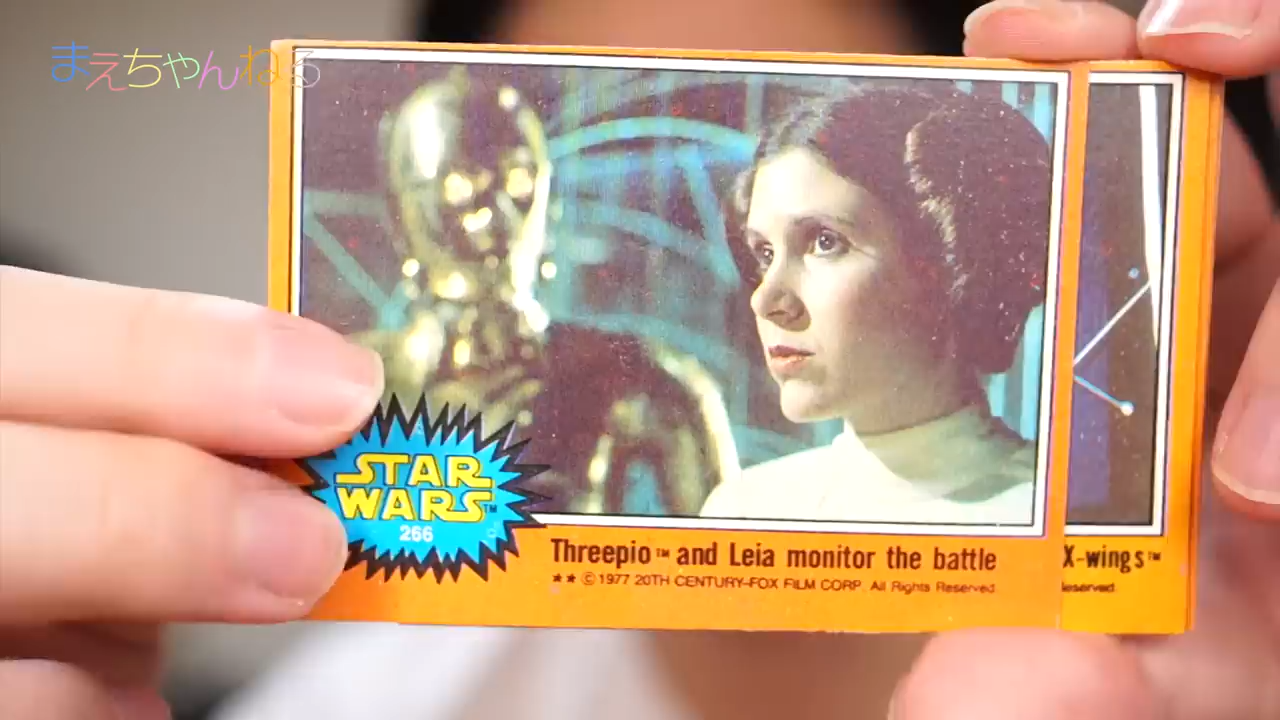 まえちゃんねる
STAR
WARS™
266
Threepio™ and Leia monitor the battle
★★ ©1977 20TH CENTURY-FOX FILM CORP. All Rights Reserved.
X-wings™
Reserved.